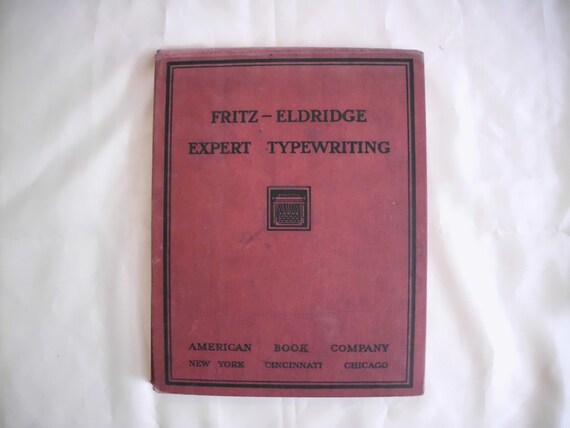 FRITZ – ELDRIDGE
EXPERT TYPEWRITING
AMERICAN BOOK COMPANY
NEW YORK CINCINNATI CHICAGO